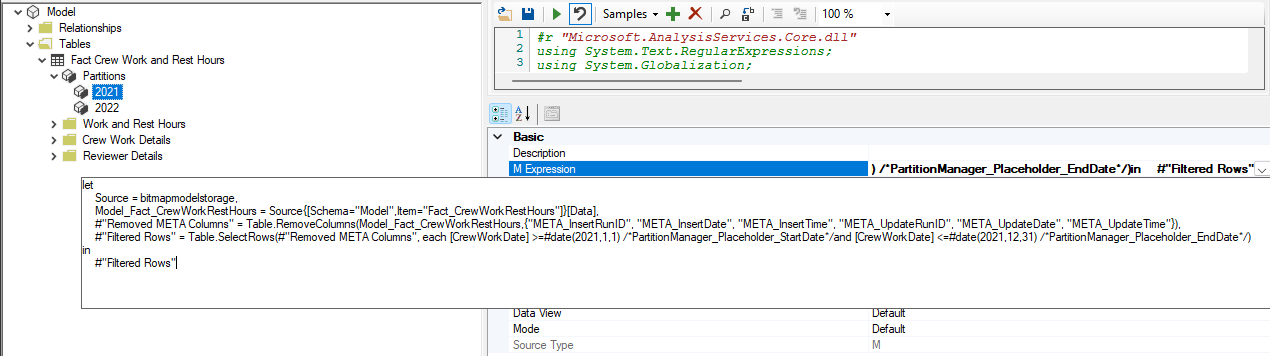 Model
Relationships
Tables
Fact Crew Work and Rest Hours
Partitions
2021
2022
Work and Rest Hours
Crew Work Details
Reviewer Details
Samples
100 %
1 #r "Microsoft.AnalysisServices.Core.dll"
2 using System.Text.RegularExpressions;
3 using System.Globalization;
Basic
Description
M Expression ) /*PartitionManager_Placeholder_EndDate*/)in #"Filtered Rows"
let
Source = bitmapmodelstorage,
Model_Fact_CrewWorkRestHours = Source{[Schema="Model",Item="Fact_CrewWorkRestHours"]}[Data],
#"Removed META Columns" = Table.RemoveColumns(Model_Fact_CrewWorkRestHours,{"META_InsertRunID", "META_InsertDate", "META_InsertTime", "META_UpdateRunID", "META_UpdateDate", "META_UpdateTime"}),
#"Filtered Rows" = Table.SelectRows(#"Removed META Columns", each [CrewWorkDate] >=#date(2021,1,1) /*PartitionManager_Placeholder_StartDate*/and [CrewWorkDate] <=#date(2021,12,31) /*PartitionManager_Placeholder_EndDate*/)
in
#"Filtered Rows"
Data View Default
Mode Default
Source Type M